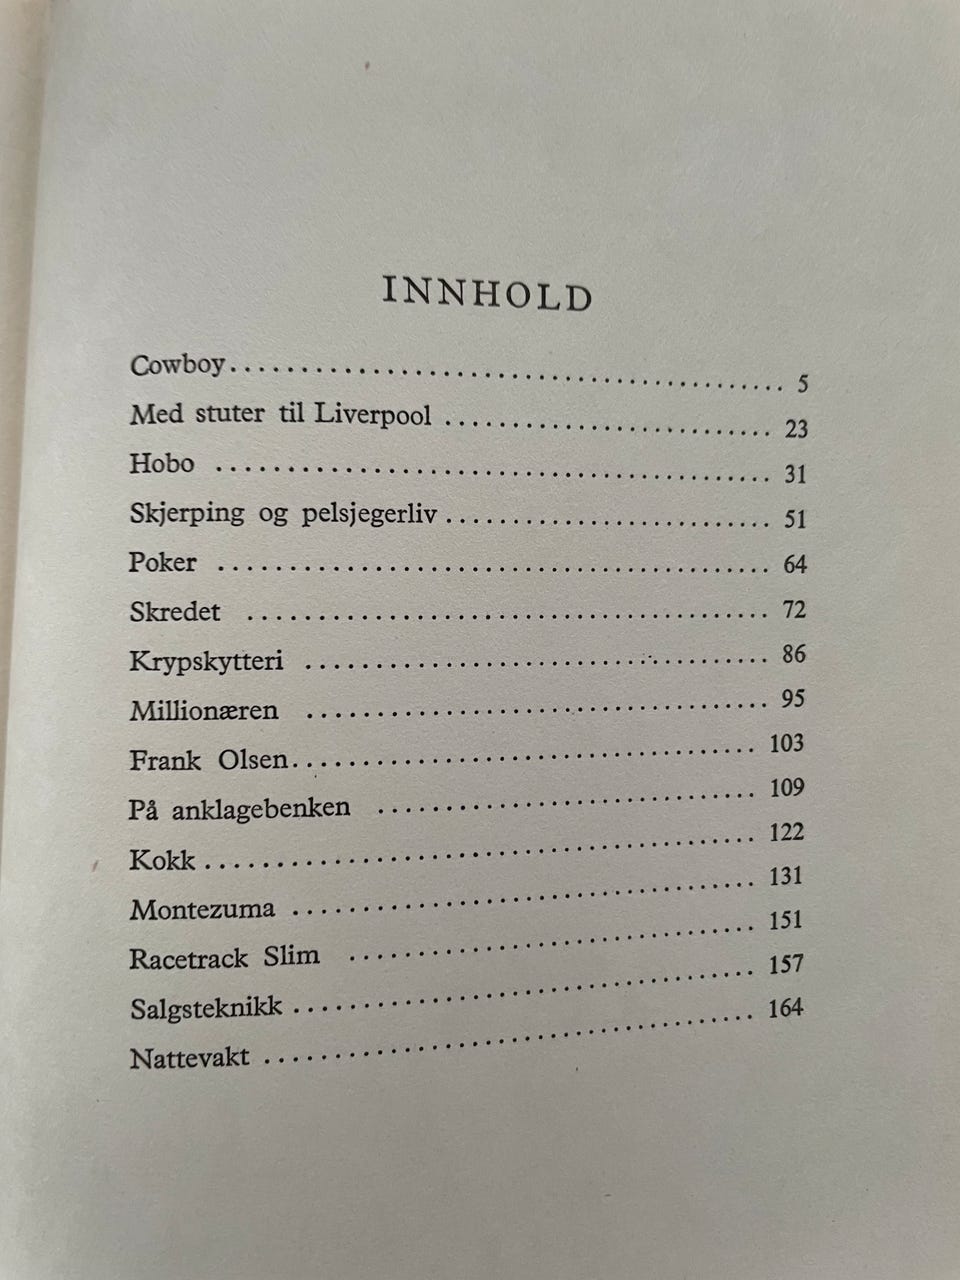 INNHOLD
Cowboy........................................ 5
Med stuter til Liverpool ....................... 23
Hobo ....................................... 31
Skjerping og pelsjegerliv ....................... 51
Poker ....................................... 64
Skredet ..................................... 72
Krypskytteri ................................. 86
Millionæren ................................. 95
Frank Olsen................................. 103
På anklagebenken ........................... 109
Kokk ....................................... 122
Montezuma ................................. 131
Racetrack Slim ............................. 151
Salgsteknikk ................................. 157
Nattevakt ................................... 164